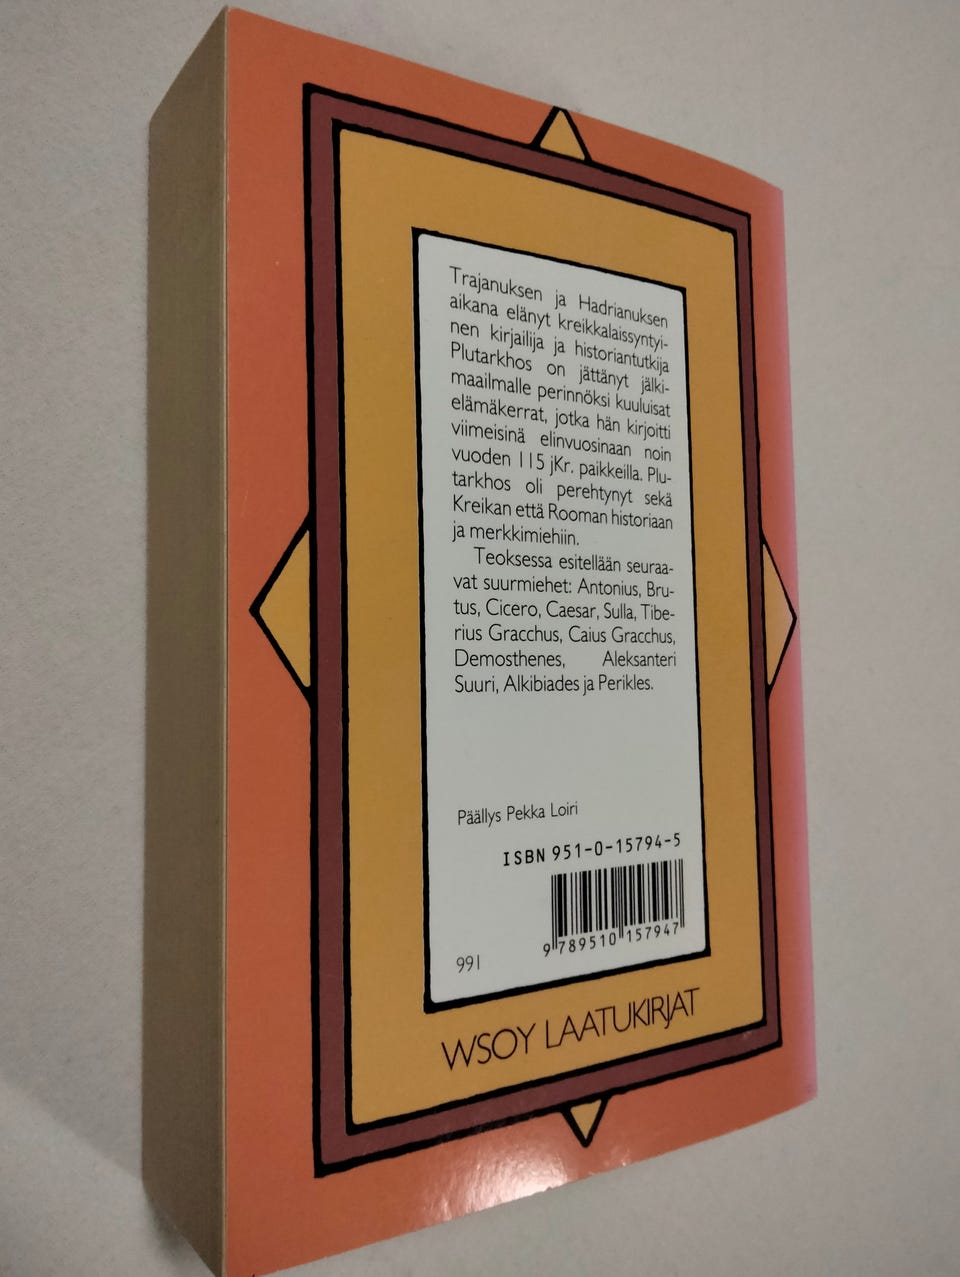 Trajanuksen ja Hadrianuksen
aikana elänyt kreikkalaissyntyi-
nen kirjailija ja historiantutkija
Plutarkhos on jättänyt jälki-
maailmalle perinnöksi kuuluisat
elämäkerrat, jotka hän kirjoitti
viimeisinä elinvuosinaan noin
vuoden 115 jKr. paikkeilla. Plu-
tarkhos oli perehtynyt sekä
Kreikan että Rooman historiaan
ja merkkimiehiin.
Teoksessa esitellään seuraa-
vat suurmiehet: Antonius, Bru-
tus, Cicero, Caesar, Sulla, Tibe-
rius Gracchus, Caius Gracchus,
Demosthenes, Aleksanteri
Suuri, Alkibiades ja Perikles.
Päällys Pekka Loiri
ISBN 951-0-15794-5
9 789510 157947
991
WSOY LAATUKIRJAT